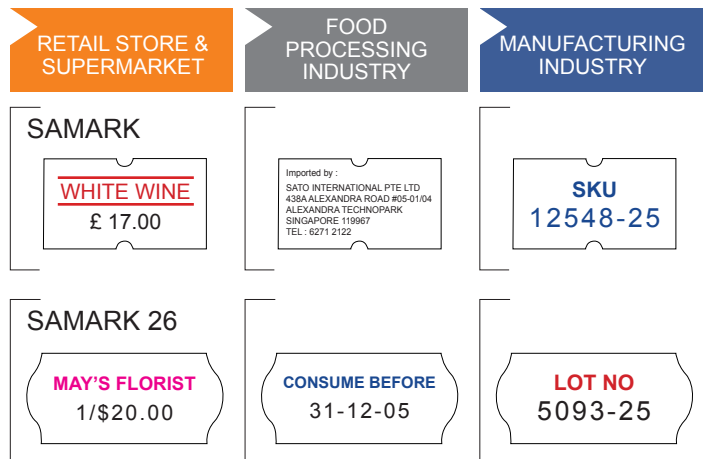 RETAIL STORE &
SUPERMARKET
FOOD
PROCESSING
INDUSTRY
MANUFACTURING
INDUSTRY
SAMARK
WHITE WINE
£ 17.00
Imported by :
SATO INTERNATIONAL PTE LTD
438A ALEXANDRA ROAD #05-01/04
ALEXANDRA TECHNOPARK
SINGAPORE 119967
TEL : 6271 2122
SKU
12548-25
SAMARK 26
MAY'S FLORIST
1/$20.00
CONSUME BEFORE
31-12-05
LOT NO
5093-25